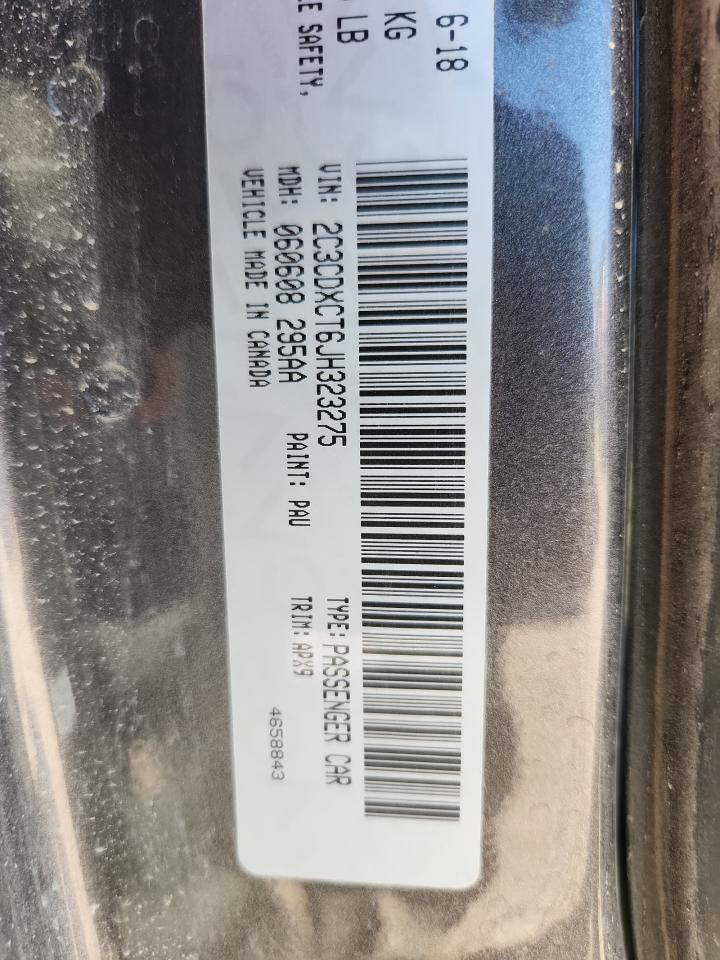 6-18
KG
LB
SAFETY,
VIN: 2C3CDXCT6JH323275 TYPE: PASSENGER CAR
MDH: 060608 295AA PAINT: PAU TRIM: APX9
VEHICLE MADE IN CANADA 4658843